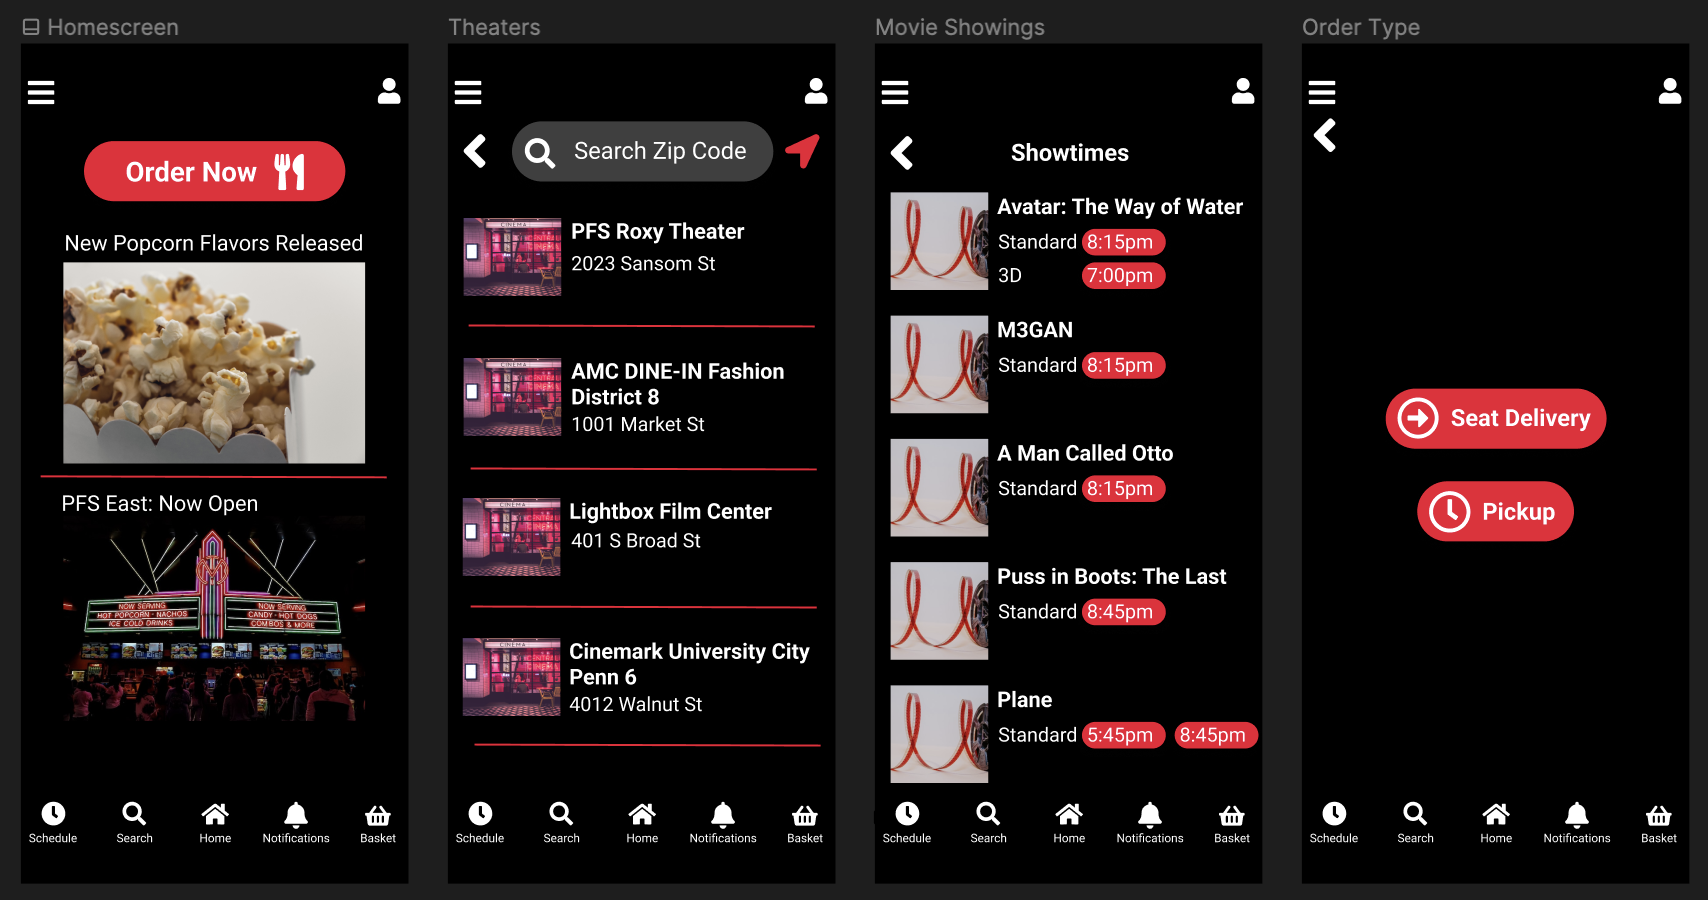 Homescreen
Order Now
New Popcorn Flavors Released
PFS East: Now Open
NOW SERVING
HOT POPCORN - NACHOS
ICE COLD DRINKS
NOW SERVING
CANDY - HOT DOGS
COMBOS & MORE
Schedule
Search
Home
Notifications
Basket
Theaters
Search Zip Code
CINEMA
PFS Roxy Theater
2023 Sansom St
CINEMA
AMC DINE-IN Fashion
District 8
1001 Market St
CINEMA
Lightbox Film Center
401 S Broad St
CINEMA
Cinemark University City
Penn 6
4012 Walnut St
Schedule
Search
Home
Notifications
Basket
Movie Showings
Showtimes
Avatar: The Way of Water
Standard 8:15pm
3D 7:00pm
M3GAN
Standard 8:15pm
A Man Called Otto
Standard 8:15pm
Puss in Boots: The Last
Standard 8:45pm
Plane
Standard 5:45pm 8:45pm
Schedule
Search
Home
Notifications
Basket
Order Type
Seat Delivery
Pickup
Schedule
Search
Home
Notifications
Basket